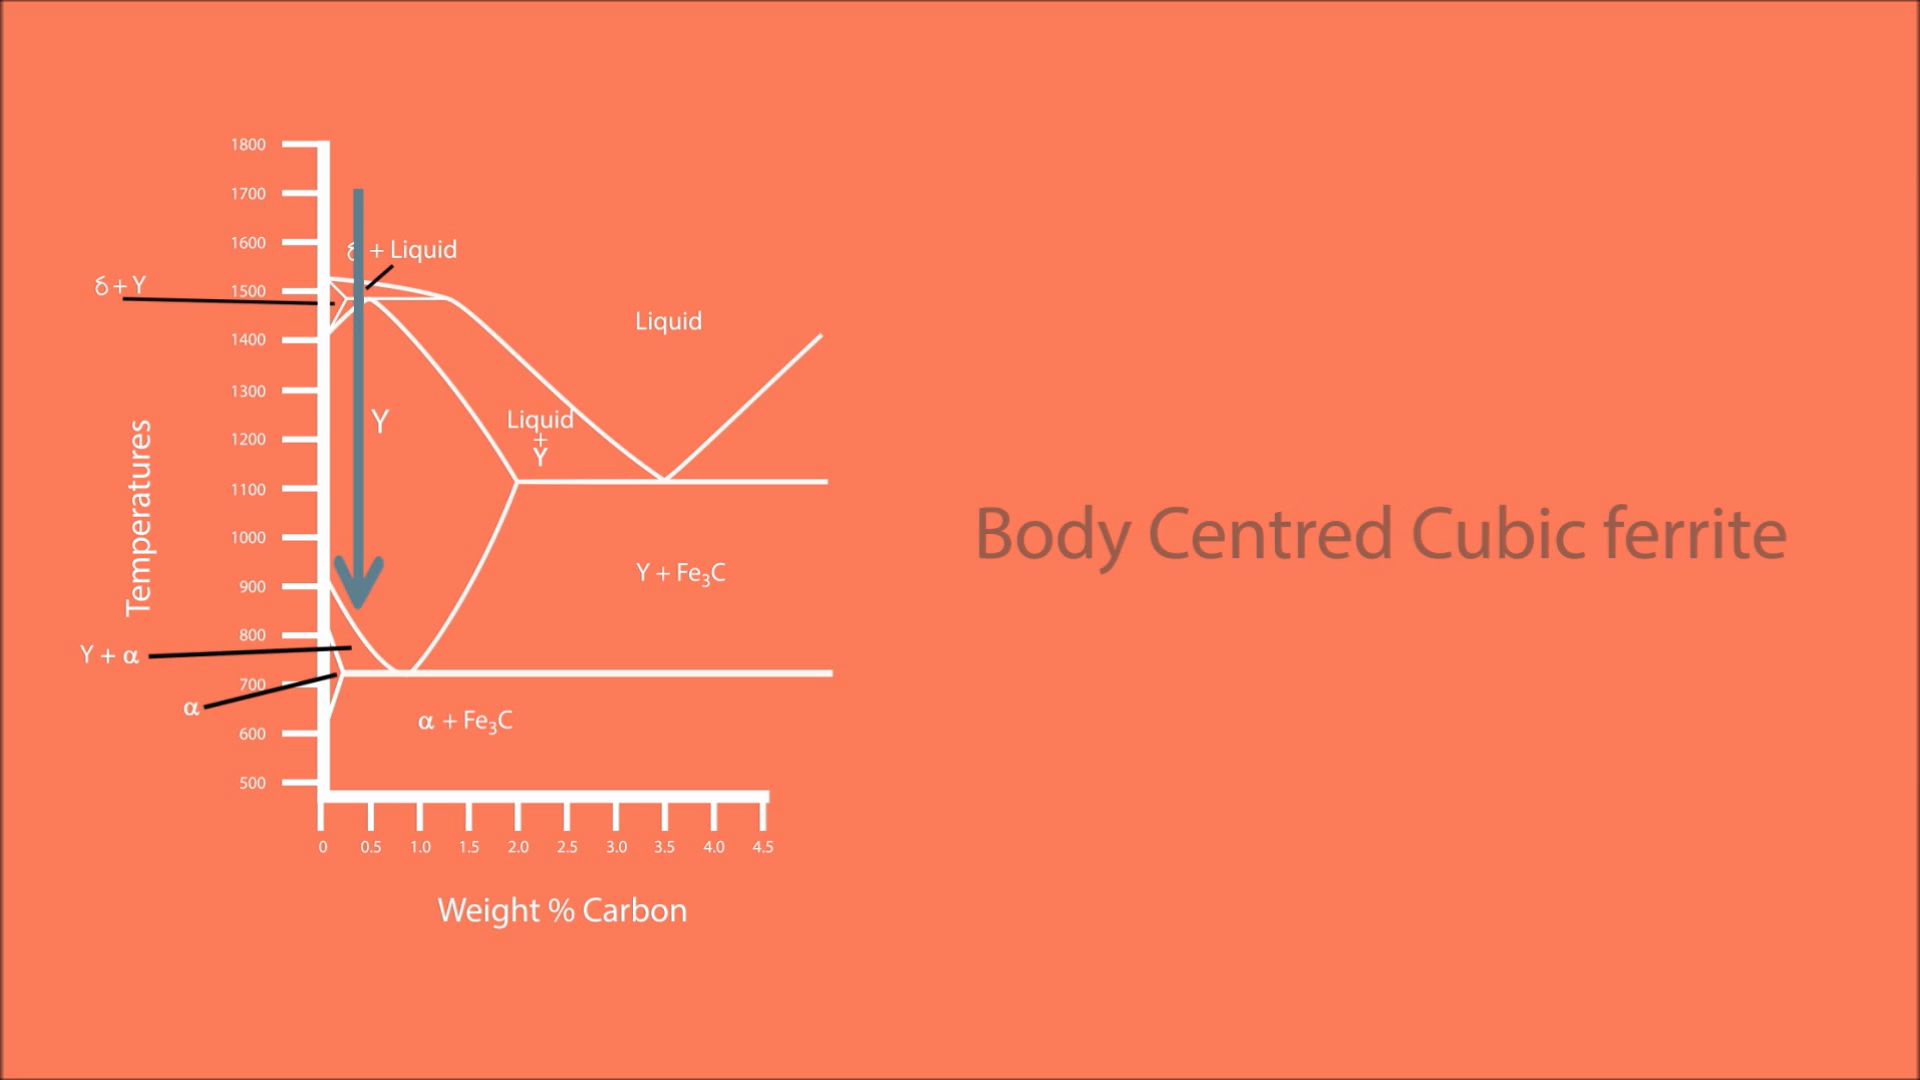 1800
1700
1600
1500
1400
1300
1200
1100
1000
900
800
700
600
500
Temperatures
δ + Liquid
δ + Y
Liquid
Y
Liquid
+
Y
Y + Fe₃C
Y + α
α
α + Fe₃C
0 0.5 1.0 1.5 2.0 2.5 3.0 3.5 4.0 4.5
Weight % Carbon
Body Centred Cubic ferrite